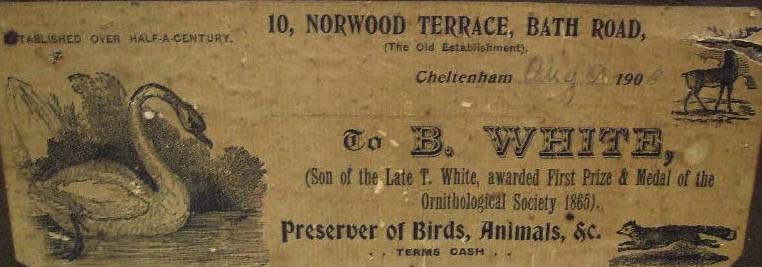 10, NORWOOD TERRACE, BATH ROAD,
ESTABLISHED OVER HALF-A-CENTURY.
(The Old Establishment).
Cheltenham Aug 190
To B. WHITE,
(Son of the Late T. White, awarded First Prize & Medal of the
Ornithological Society 1865).
Preserver of Birds, Animals, &c.
. . TERMS CASH . .